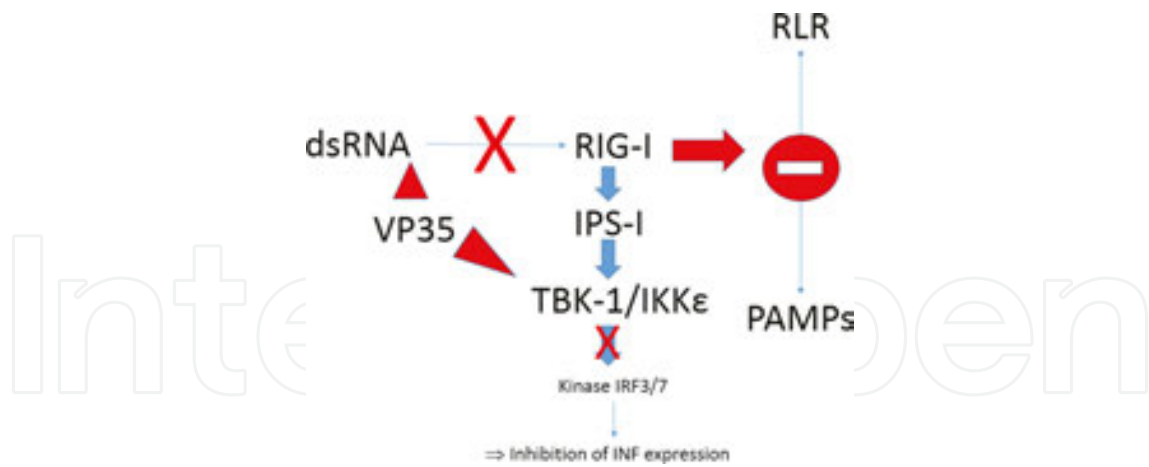 RLR
dsRNA
RIG-I
VP35
IPS-I
TBK-1/IKKε
PAMPs
Kinase IRF3/7
⇒ Inhibition of INF expression